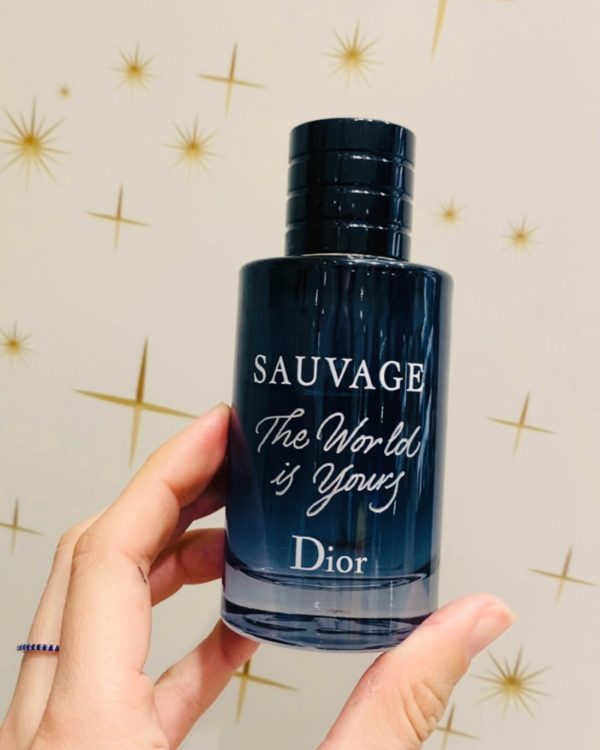 SAUVAGE
The World
is Yours
Dior